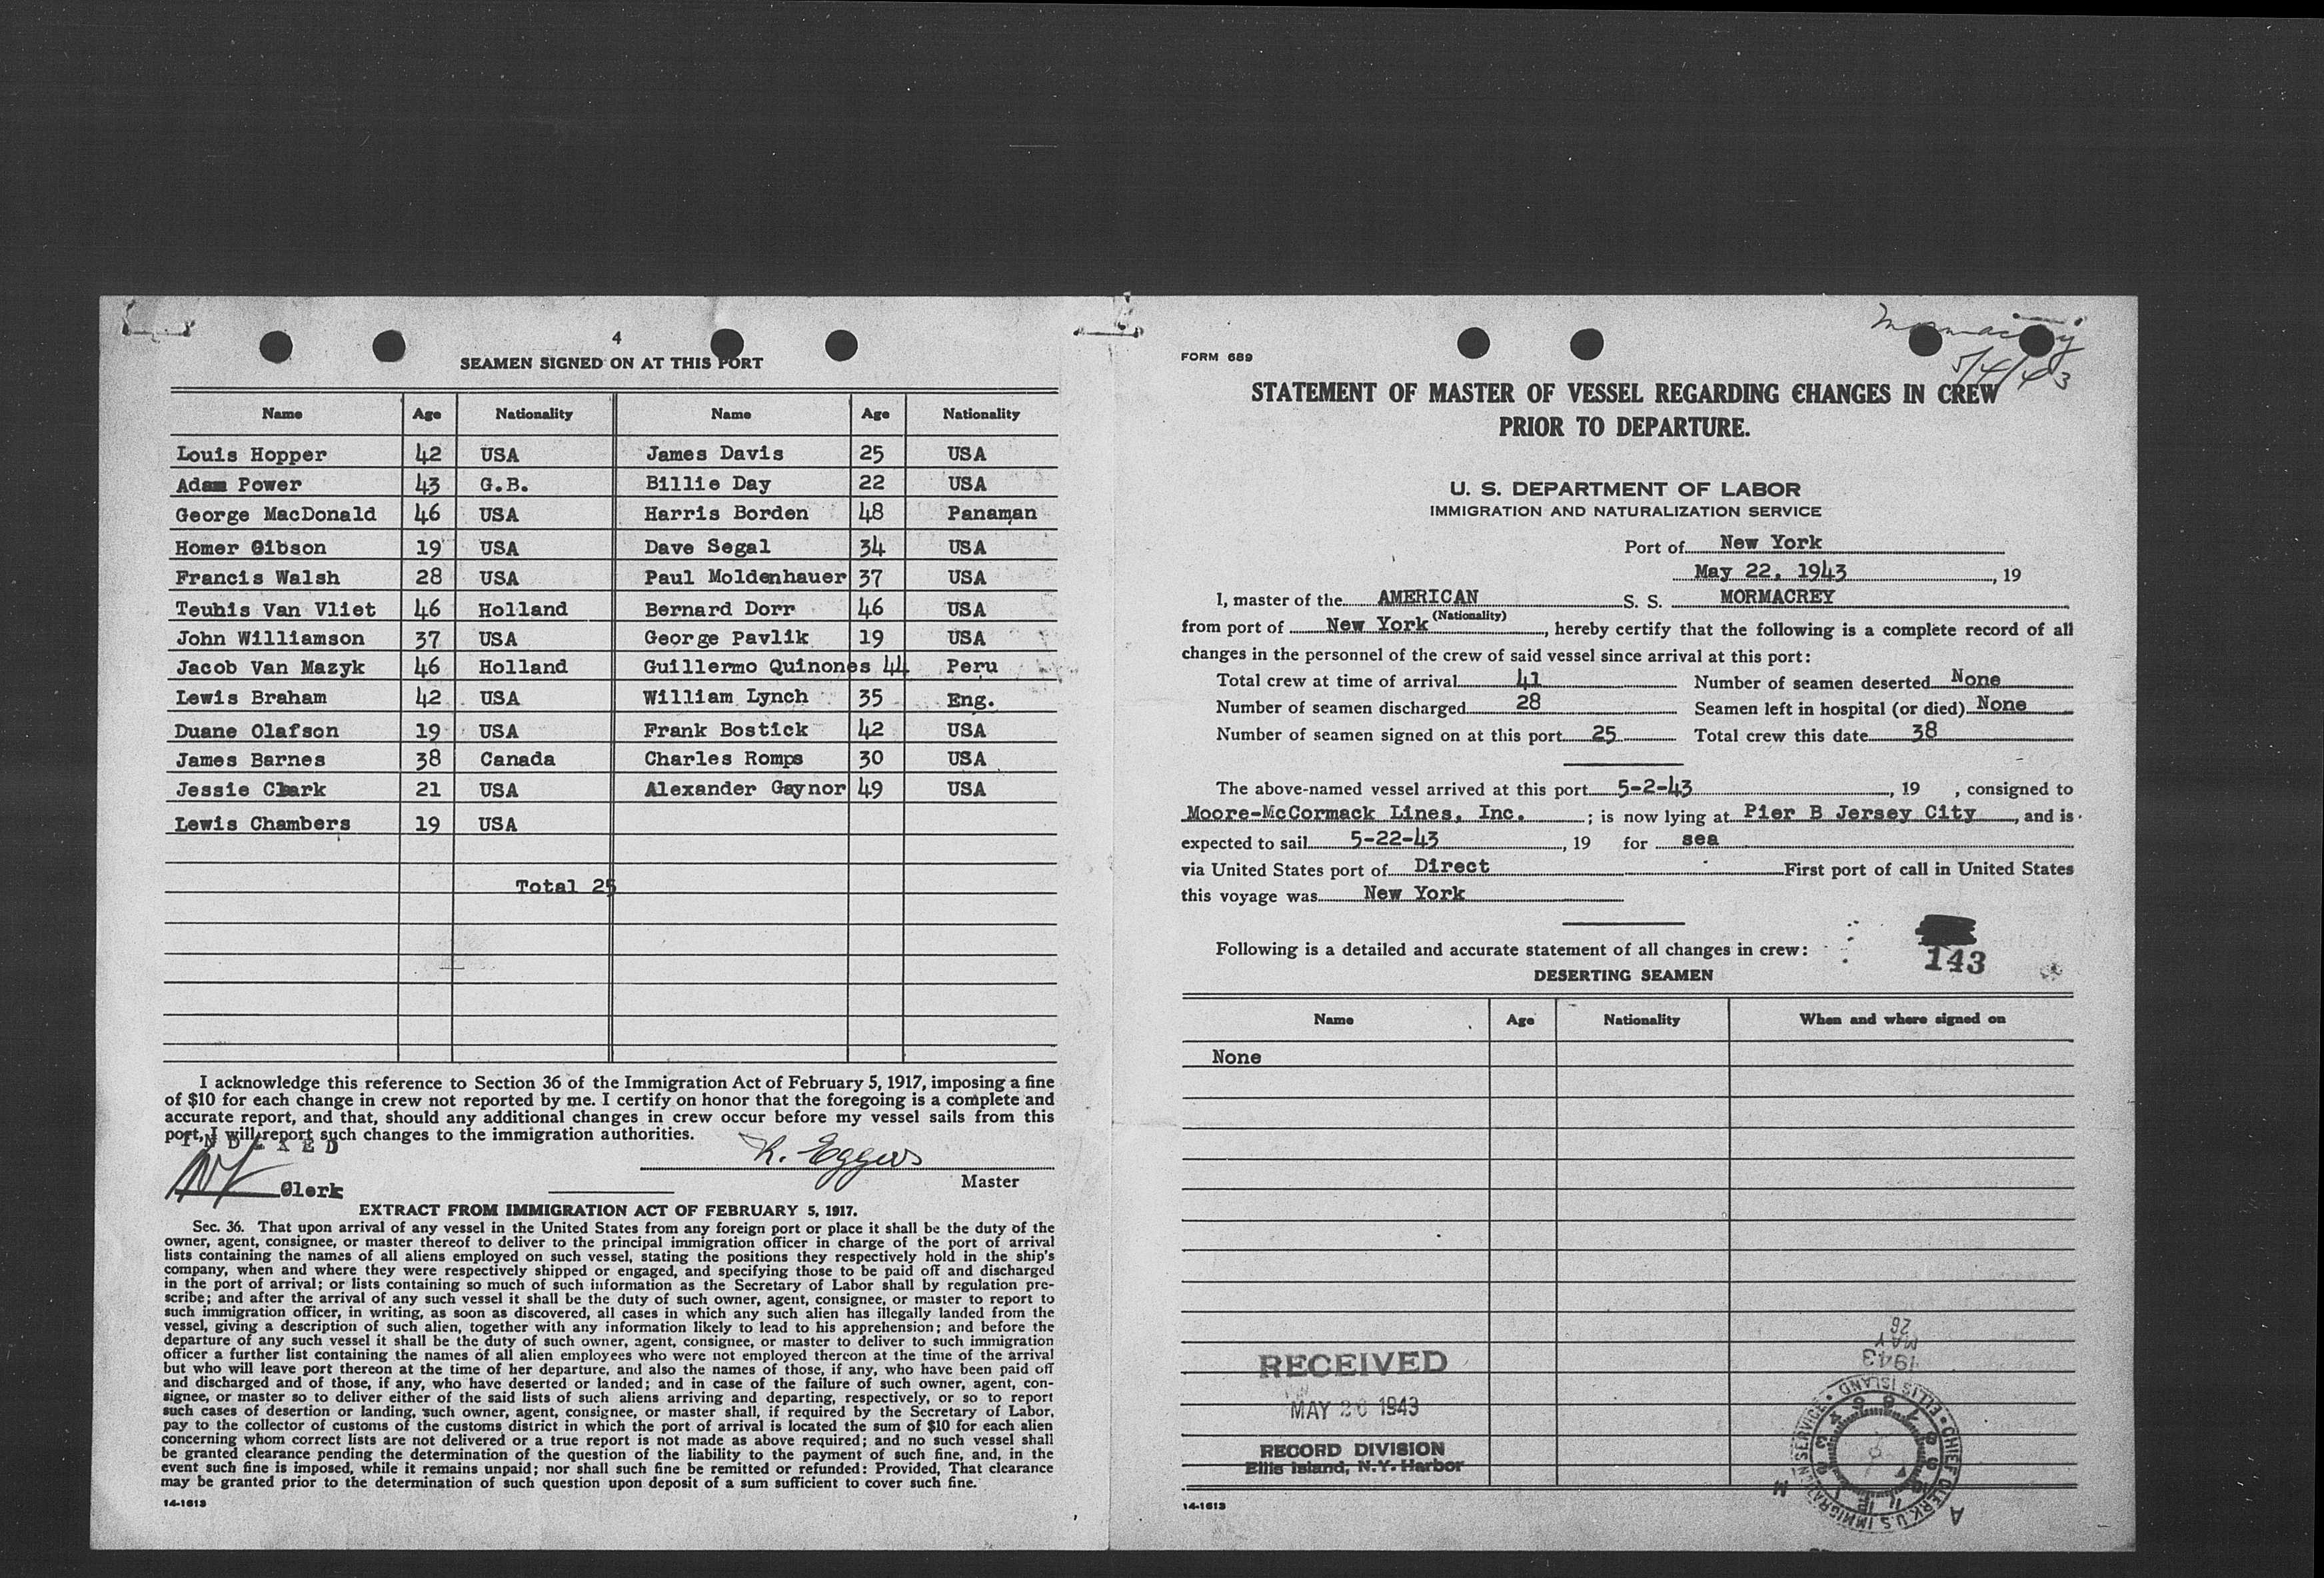 4
SEAMEN SIGNED ON AT THIS PORT
Name Age Nationality Name Age Nationality
Louis Hopper 42 USA James Davis 25 USA
Adam Power 43 G.B. Billie Day 22 USA
George MacDonald 46 USA Harris Borden 48 Panaman
Homer Gibson 19 USA Dave Segal 34 USA
Francis Walsh 28 USA Paul Moldenhauer 37 USA
Teunis Van Vliet 46 Holland Bernard Dorr 46 USA
John Williamson 37 USA George Pavlik 19 USA
Jacob Van Mazyk 46 Holland Guillermo Quinones 44 Peru
Lewis Braham 42 USA William Lynch 35 Eng.
Duane Olafson 19 USA Frank Bostick 42 USA
James Barnes 38 Canada Charles Romps 30 USA
Jessie Clark 21 USA Alexander Gaynor 49 USA
Lewis Chambers 19 USA
Total 25
I acknowledge this reference to Section 36 of the Immigration Act of February 5, 1917, imposing a fine
of $10 for each change in crew not reported by me. I certify on honor that the foregoing is a complete and
accurate report, and that, should any additional changes in crew occur before my vessel sails from this
port, I will report such changes to the immigration authorities.
INDEXED
K. Eggers
Master
Clerk
EXTRACT FROM IMMIGRATION ACT OF FEBRUARY 5, 1917.
Sec. 36. That upon arrival of any vessel in the United States from any foreign port or place it shall be the duty of the
owner, agent, consignee, or master thereof to deliver to the principal immigration officer in charge of the port of arrival
lists containing the names of all aliens employed on such vessel, stating the positions they respectively hold in the ship's
company, when and where they were respectively shipped or engaged, and specifying those to be paid off and discharged
in the port of arrival; or lists containing so much of such information as the Secretary of Labor shall by regulation pre-
scribe; and after the arrival of any such vessel it shall be the duty of such owner, agent, consignee, or master to report to
such immigration officer, in writing, as soon as discovered, all cases in which any such alien has illegally landed from the
vessel, giving a description of such alien, together with any information likely to lead to his apprehension; and before the
departure of any such vessel it shall be the duty of such owner, agent, consignee, or master to deliver to such immigration
officer a further list containing the names of all alien employees who were not employed thereon at the time of the arrival
but who will leave port thereon at the time of her departure, and also the names of those, if any, who have been paid off
and discharged and of those, if any, who have deserted or landed; and in case of the failure of such owner, agent, con-
signee, or master so to deliver either of the said lists of such aliens arriving and departing, respectively, or so to report
such cases of desertion or landing, such owner, agent, consignee, or master shall, if required by the Secretary of Labor,
pay to the collector of customs of the customs district in which the port of arrival is located the sum of $10 for each alien
concerning whom correct lists are not delivered or a true report is not made as above required; and no such vessel shall
be granted clearance pending the determination of the question of the liability to the payment of such fine, and, in the
event such fine is imposed, while it remains unpaid; nor shall such fine be remitted or refunded: Provided, That clearance
may be granted prior to the determination of such question upon deposit of a sum sufficient to cover such fine."
14-1613
Mormacrey
5/4/43
FORM 689
STATEMENT OF MASTER OF VESSEL REGARDING CHANGES IN CREW
PRIOR TO DEPARTURE.
U. S. DEPARTMENT OF LABOR
IMMIGRATION AND NATURALIZATION SERVICE
Port of New York
May 22, 1943, 19
I, master of the AMERICAN S. S. MORMACREY
(Nationality)
from port of New York, hereby certify that the following is a complete record of all
changes in the personnel of the crew of said vessel since arrival at this port:
Total crew at time of arrival 41 Number of seamen deserted None
Number of seamen discharged 28 Seamen left in hospital (or died) None
Number of seamen signed on at this port 25 Total crew this date 38
The above-named vessel arrived at this port 5-2-43, 19 , consigned to
Moore-McCormack Lines, Inc. ; is now lying at Pier B Jersey City, and is
expected to sail 5-22-43, 19 for sea
via United States port of Direct First port of call in United States
this voyage was New York
Following is a detailed and accurate statement of all changes in crew:
143
DESERTING SEAMEN
Name Age Nationality When and where signed on
None
RECEIVED
MAY 26 1943
RECORD DIVISION
Ellis Island, N.Y. Harbor
1943
MAY
26
CHIEF CLERK U.S IMMIGRATION SERVICE • ELLIS ISLAND •
A M
14-1613